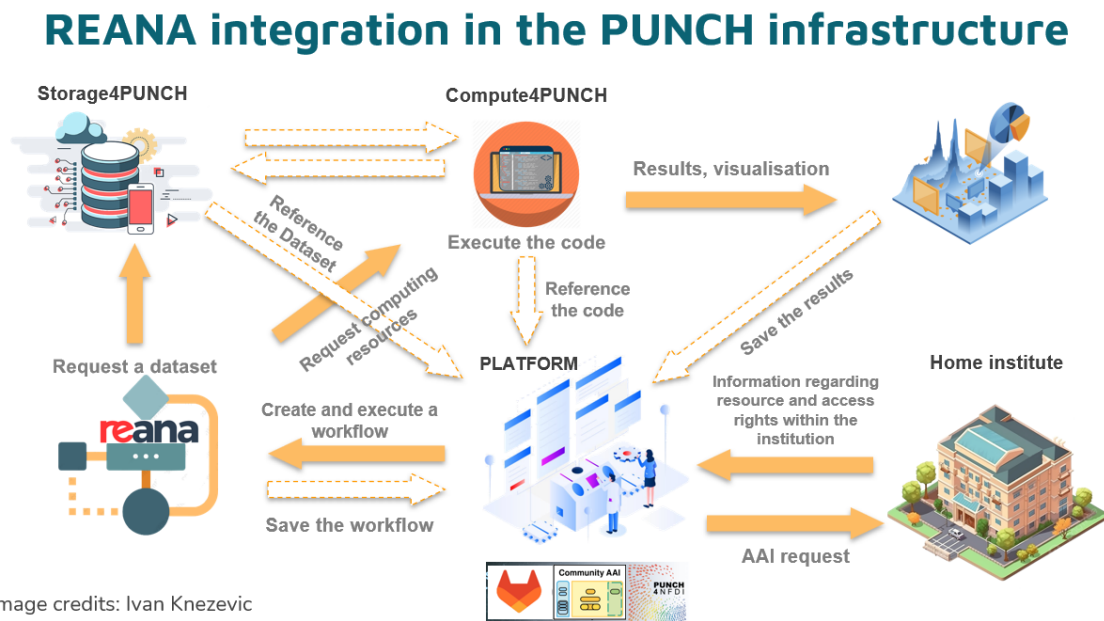 REANA integration in the PUNCH infrastructure
Storage4PUNCH
Compute4PUNCH
Results, visualisation
Reference
the Dataset
Execute the code
Request computing
resources
Reference
the code
Save the results
Request a dataset
PLATFORM
Home institute
Information regarding
resource and access
rights within the
institution
reana
Create and execute a
workflow
Save the workflow
AAI request
Community AAI
PUNCH
4NFDI
mage credits: Ivan Knezevic